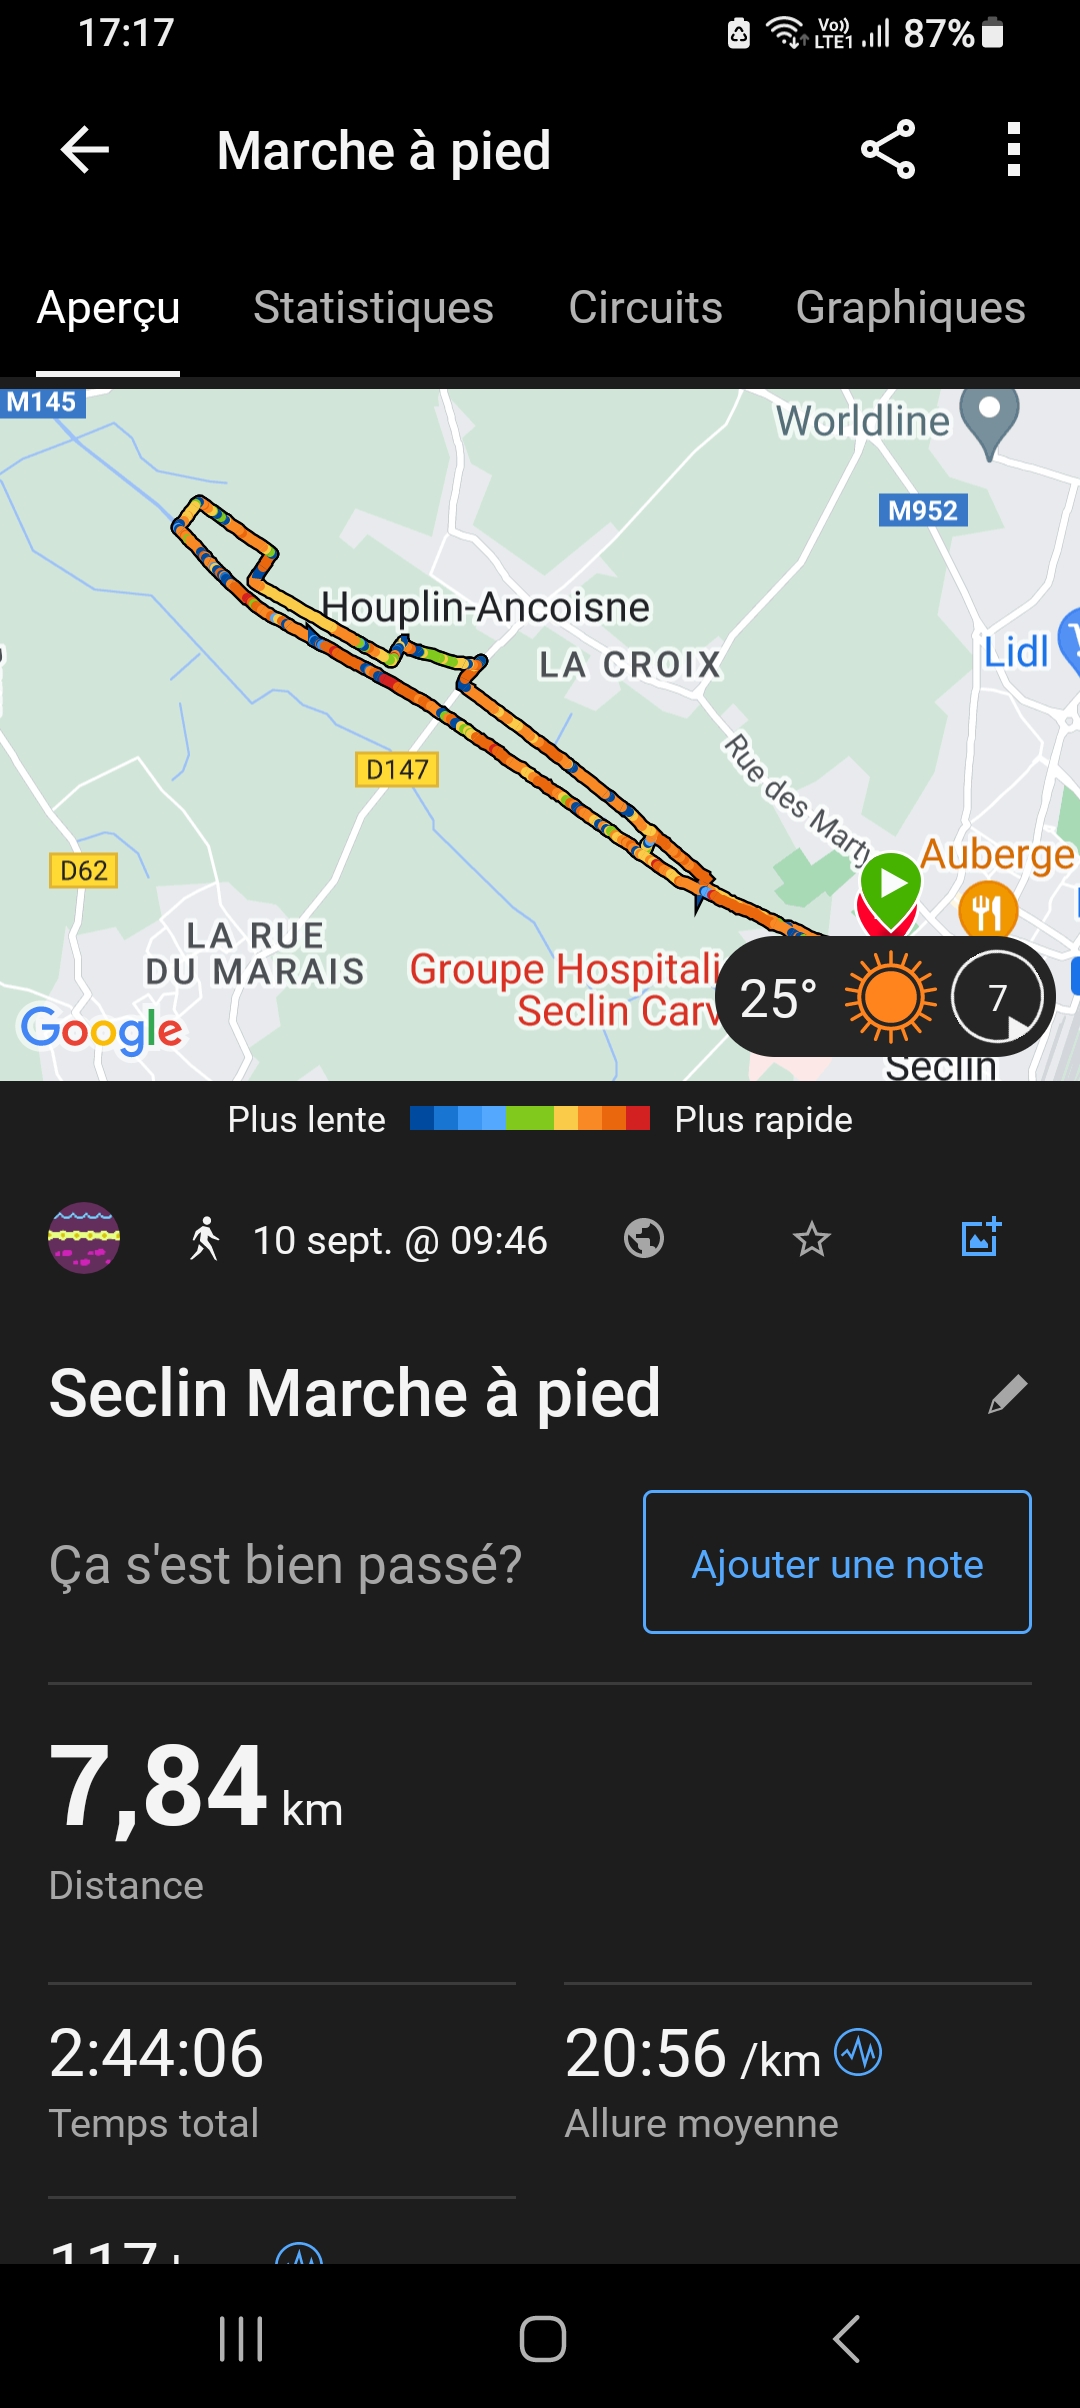 17:17
Vo)) LTE1 87%
Marche à pied
Aperçu Statistiques Circuits Graphiques
M145
Worldline
M952
Houplin-Ancoisne
LA CROIX
Lidl
Rue des Marty
D147
Auberge
D62
LA RUE
DU MARAIS
Groupe Hospitali
Seclin Carv
25° 7
Google
Seclin
Plus lente Plus rapide
10 sept. @ 09:46
Seclin Marche à pied
Ça s'est bien passé?
Ajouter une note
7,84 km
Distance
2:44:06
Temps total
20:56 /km
Allure moyenne
117